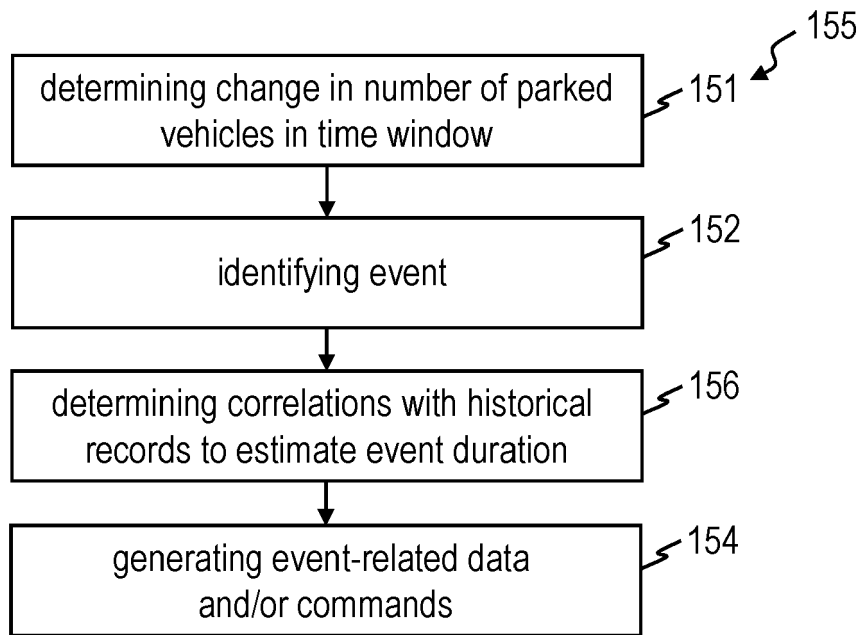 155
determining change in number of parked
vehicles in time window
151
identifying event
152
determining correlations with historical
records to estimate event duration
156
generating event-related data
and/or commands
154